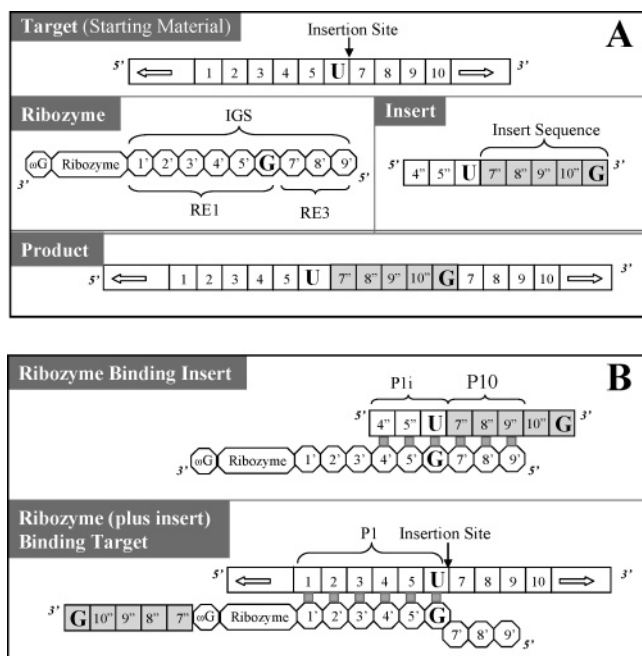 Target (Starting Material)
Insertion Site
A
5' 1 2 3 4 5 U 7 8 9 10 3'
Ribozyme
IGS
ωG Ribozyme 1' 2' 3' 4' 5' G 7' 8' 9'
3' 5'
RE1 RE3
Insert
Insert Sequence
5' 4" 5" U 7" 8" 9" 10" G 3'
Product
5' 1 2 3 4 5 U 7" 8" 9" 10" G 7 8 9 10 3'
Ribozyme Binding Insert
B
P1i P10
5' 4" 5" U 7" 8" 9" 10" G 3'
3' ωG Ribozyme 1' 2' 3' 4' 5' G 7' 8' 9' 5'
Ribozyme (plus insert)
Binding Target
P1 Insertion Site
5' 1 2 3 4 5 U 7 8 9 10 3'
3' G 10" 9" 8" 7" ωG Ribozyme 1' 2' 3' 4' 5' G
7' 8' 9' 5'